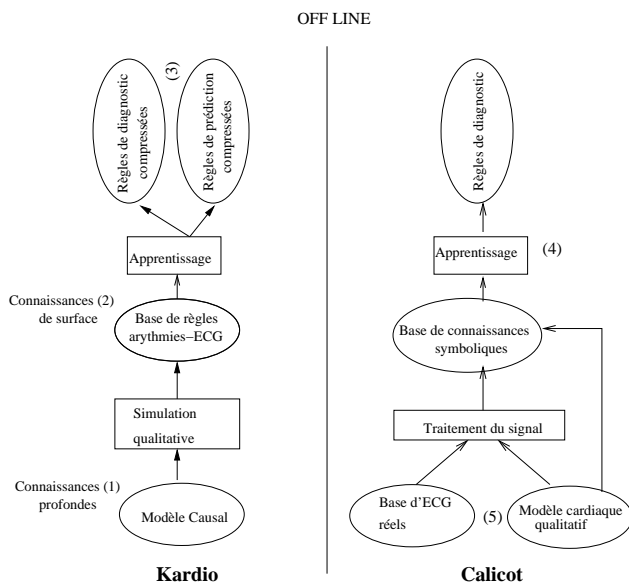 OFF LINE
(3)
Règles de diagnostic
compressées
Règles de prédiction
compressées
Apprentissage
Connaissances (2)
de surface
Base de règles
arythmies−ECG
Simulation
qualitative
Connaissances (1)
profondes
Modèle Causal
Kardio
Règles de diagnostic
Apprentissage
(4)
Base de connaissances
symboliques
Traitement du signal
Base d'ECG
réels
(5)
Modèle cardiaque
qualitatif
Calicot